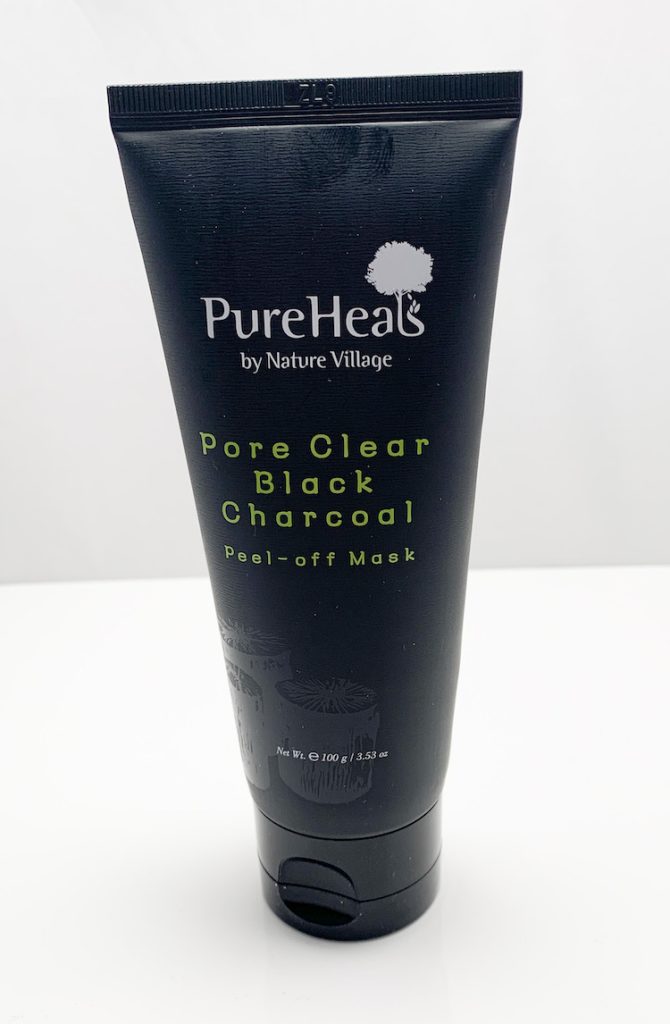 PureHeals
by Nature Village
Pore Clear
Black
Charcoal
Peel-off Mask
Net Wt. ℮ 100 g / 3.53 oz